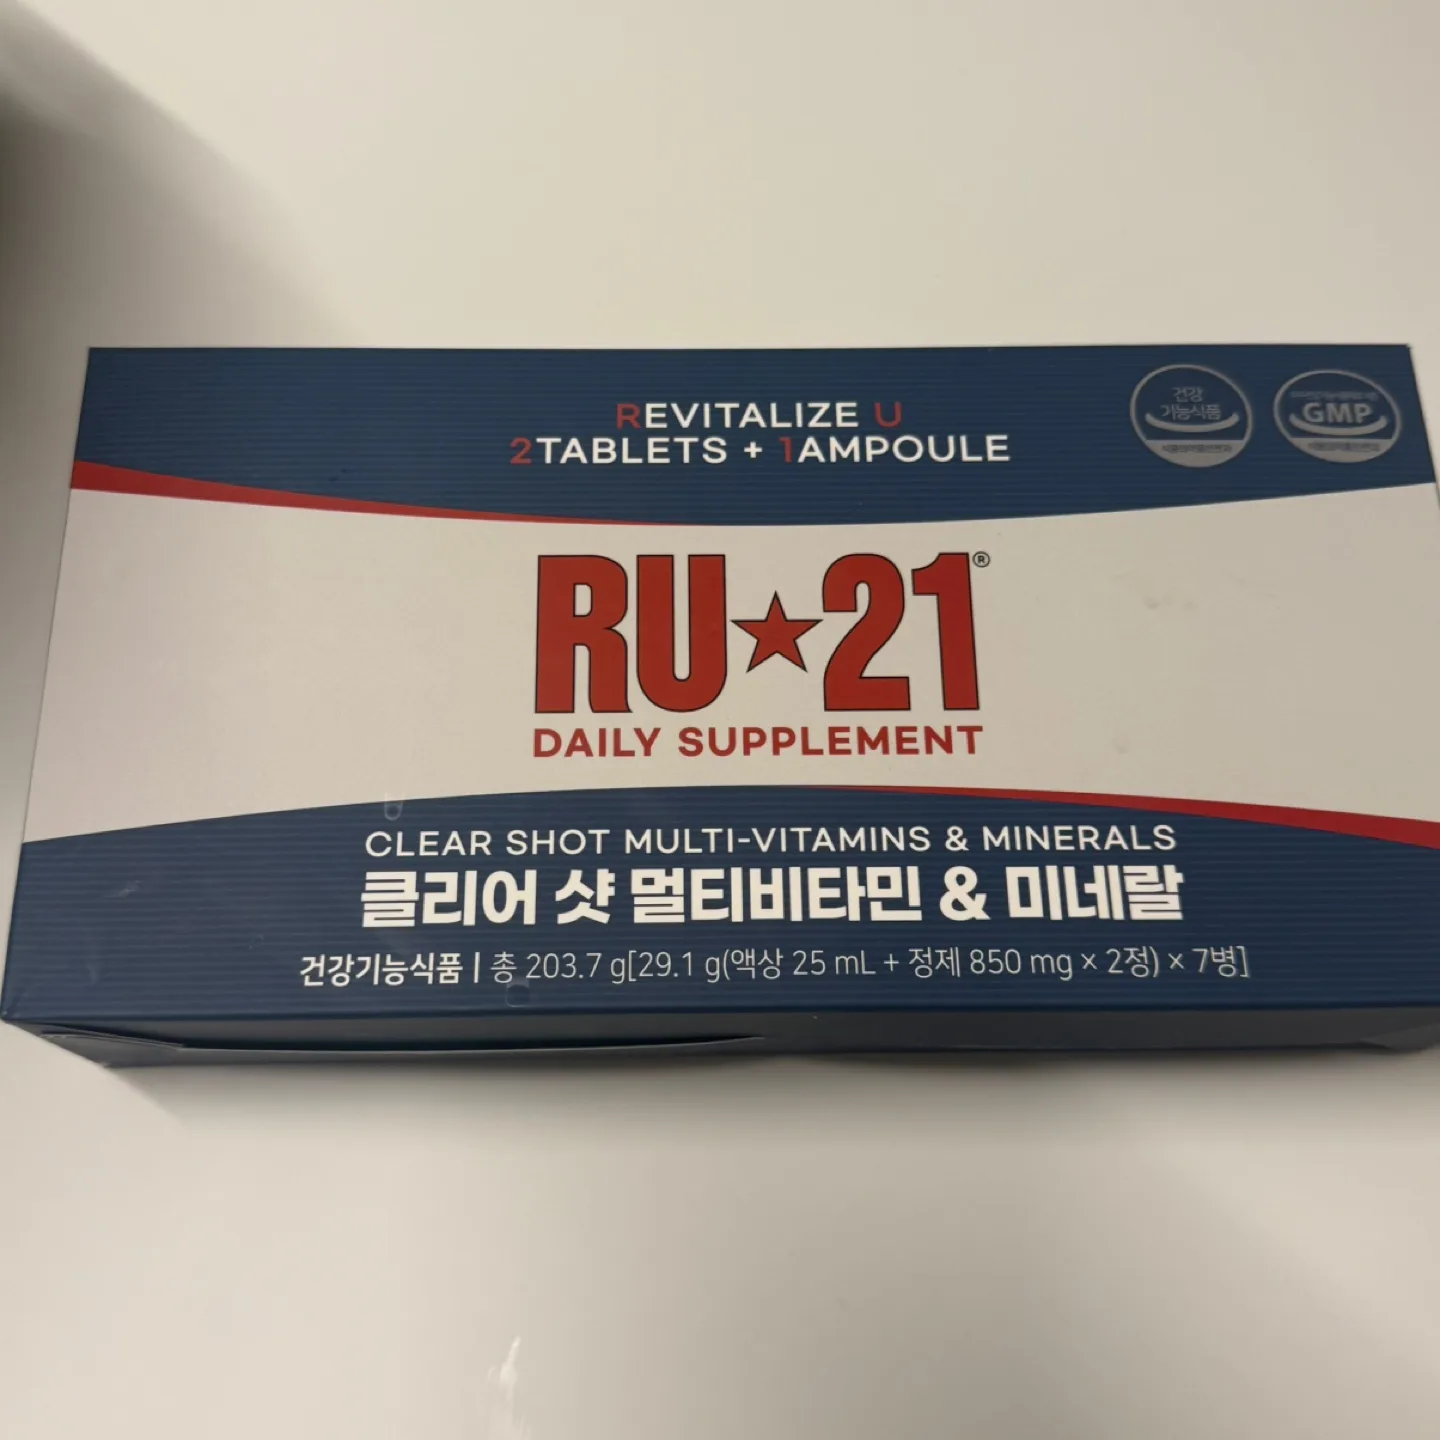 REVITALIZE U
2TABLETS + 1AMPOULE
건강
기능식품
GMP
RU★21®
DAILY SUPPLEMENT
CLEAR SHOT MULTI-VITAMINS & MINERALS
클리어 샷 멀티비타민 & 미네랄
건강기능식품 | 총 203.7 g[29.1 g(액상 25 mL + 정제 850 mg × 2정) × 7병]